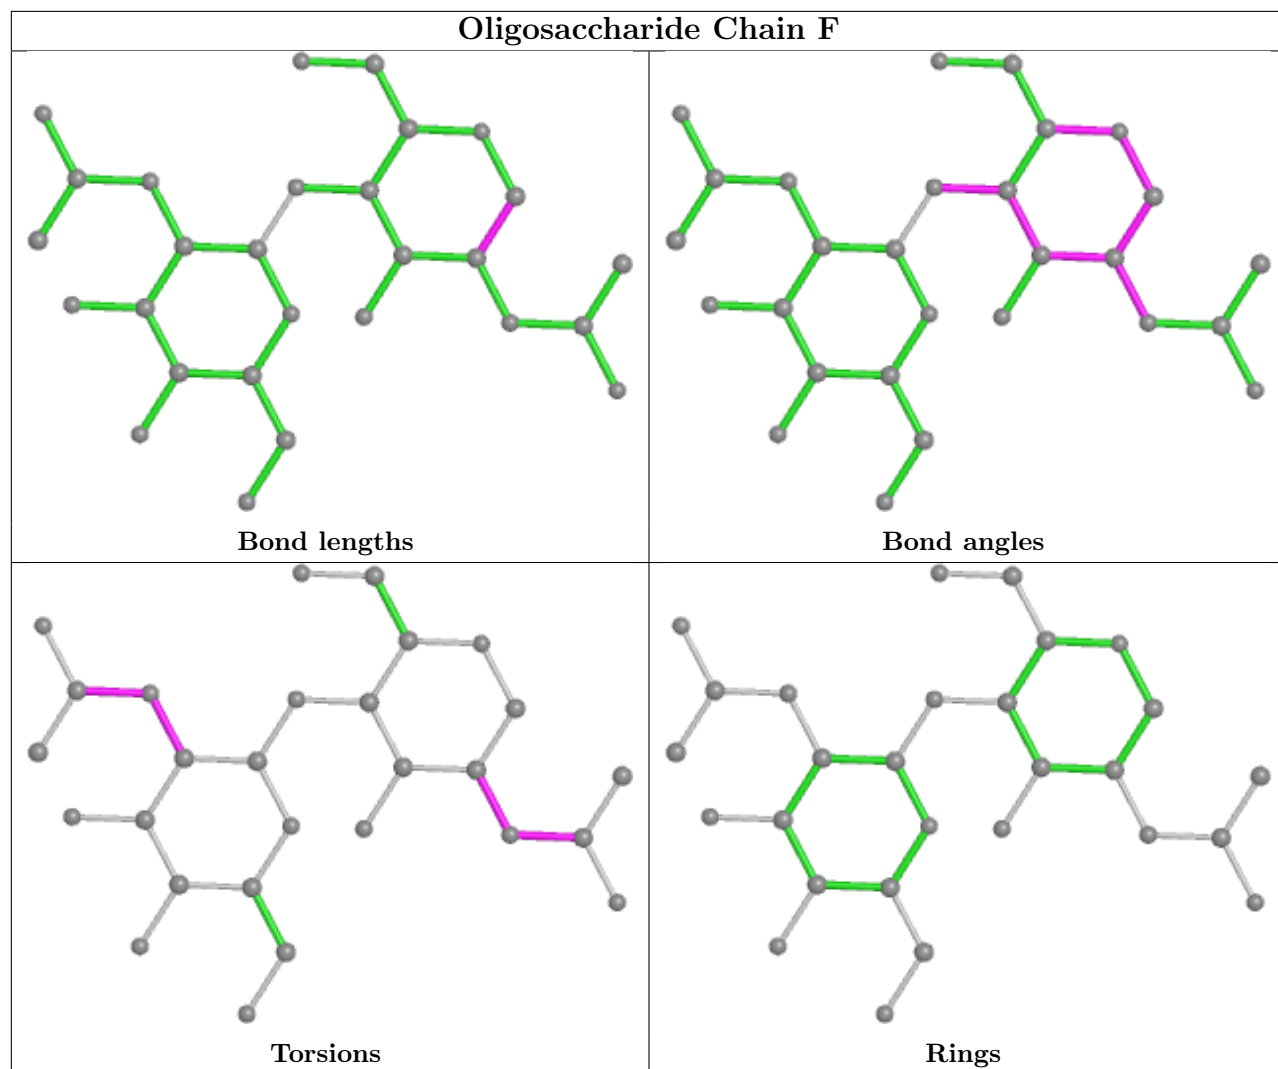 Oligosaccharide Chain F
Bond lengths
Bond angles
Torsions
Rings